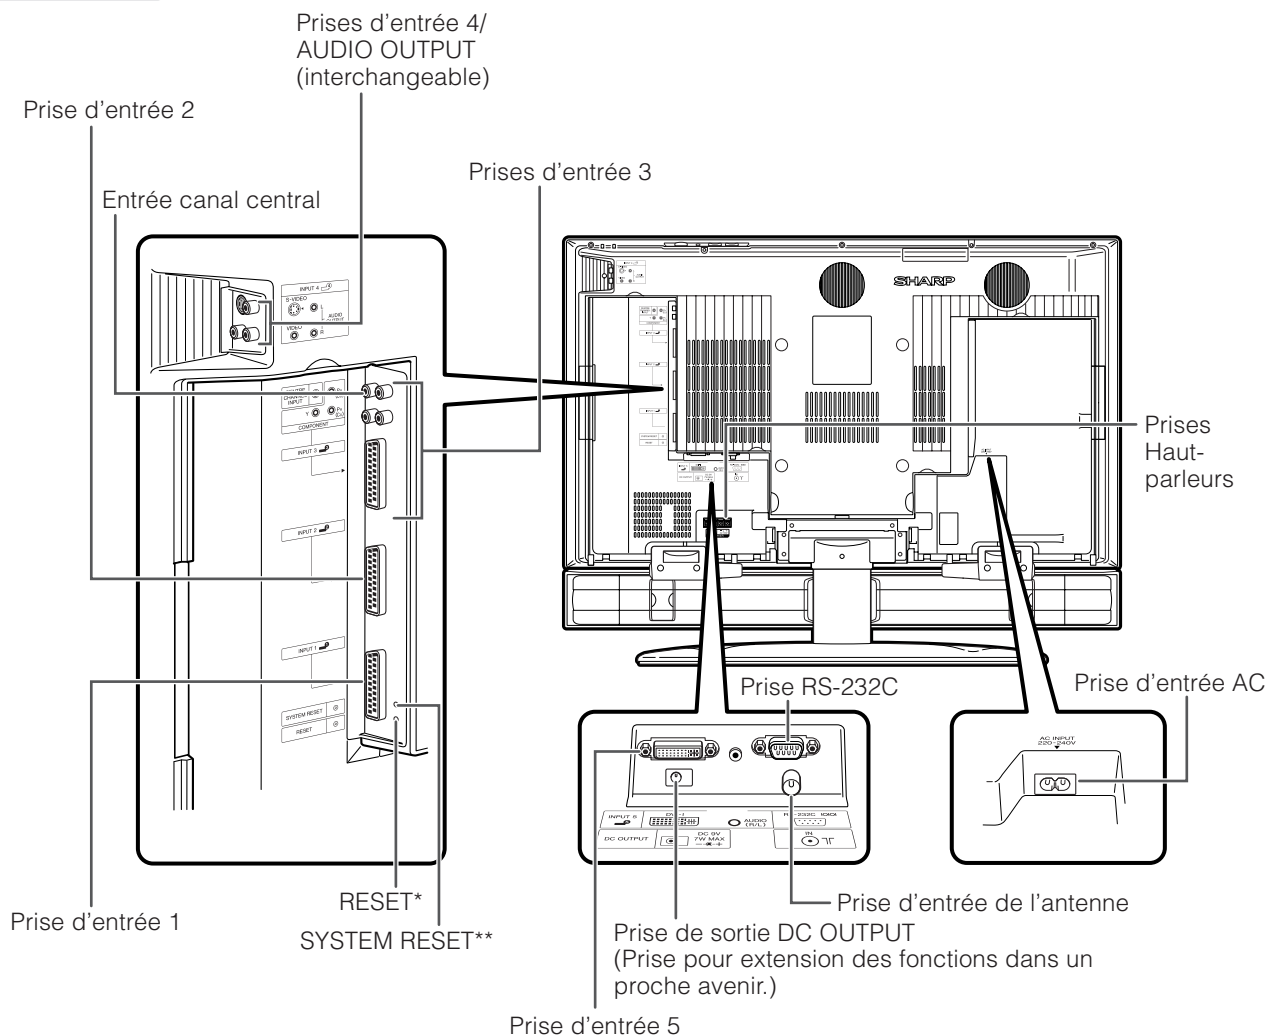 Prises d'entrée 4/
AUDIO OUTPUT
(interchangeable)
Prise d'entrée 2
Prises d'entrée 3
Entrée canal central
INPUT 4
S-VIDEO
L
AUDIO
OUTPUT
VIDEO
R
CENTRE
CHANNEL
INPUT
Y
COMPONENT
INPUT 3
INPUT 2
INPUT 1
SYSTEM RESET
RESET
SHARP
Prises
Haut-
parleurs
Prise RS-232C
Prise d'entrée AC
AC INPUT
220-240V
INPUT 5
DVI-I
AUDIO
(R/L)
RS-232C IOIOI
DC OUTPUT
DC 9V
7W MAX
IN
RESET*
Prise d'entrée 1
SYSTEM RESET**
Prise d'entrée de l'antenne
Prise de sortie DC OUTPUT
(Prise pour extension des fonctions dans un
proche avenir.)
Prise d'entrée 5